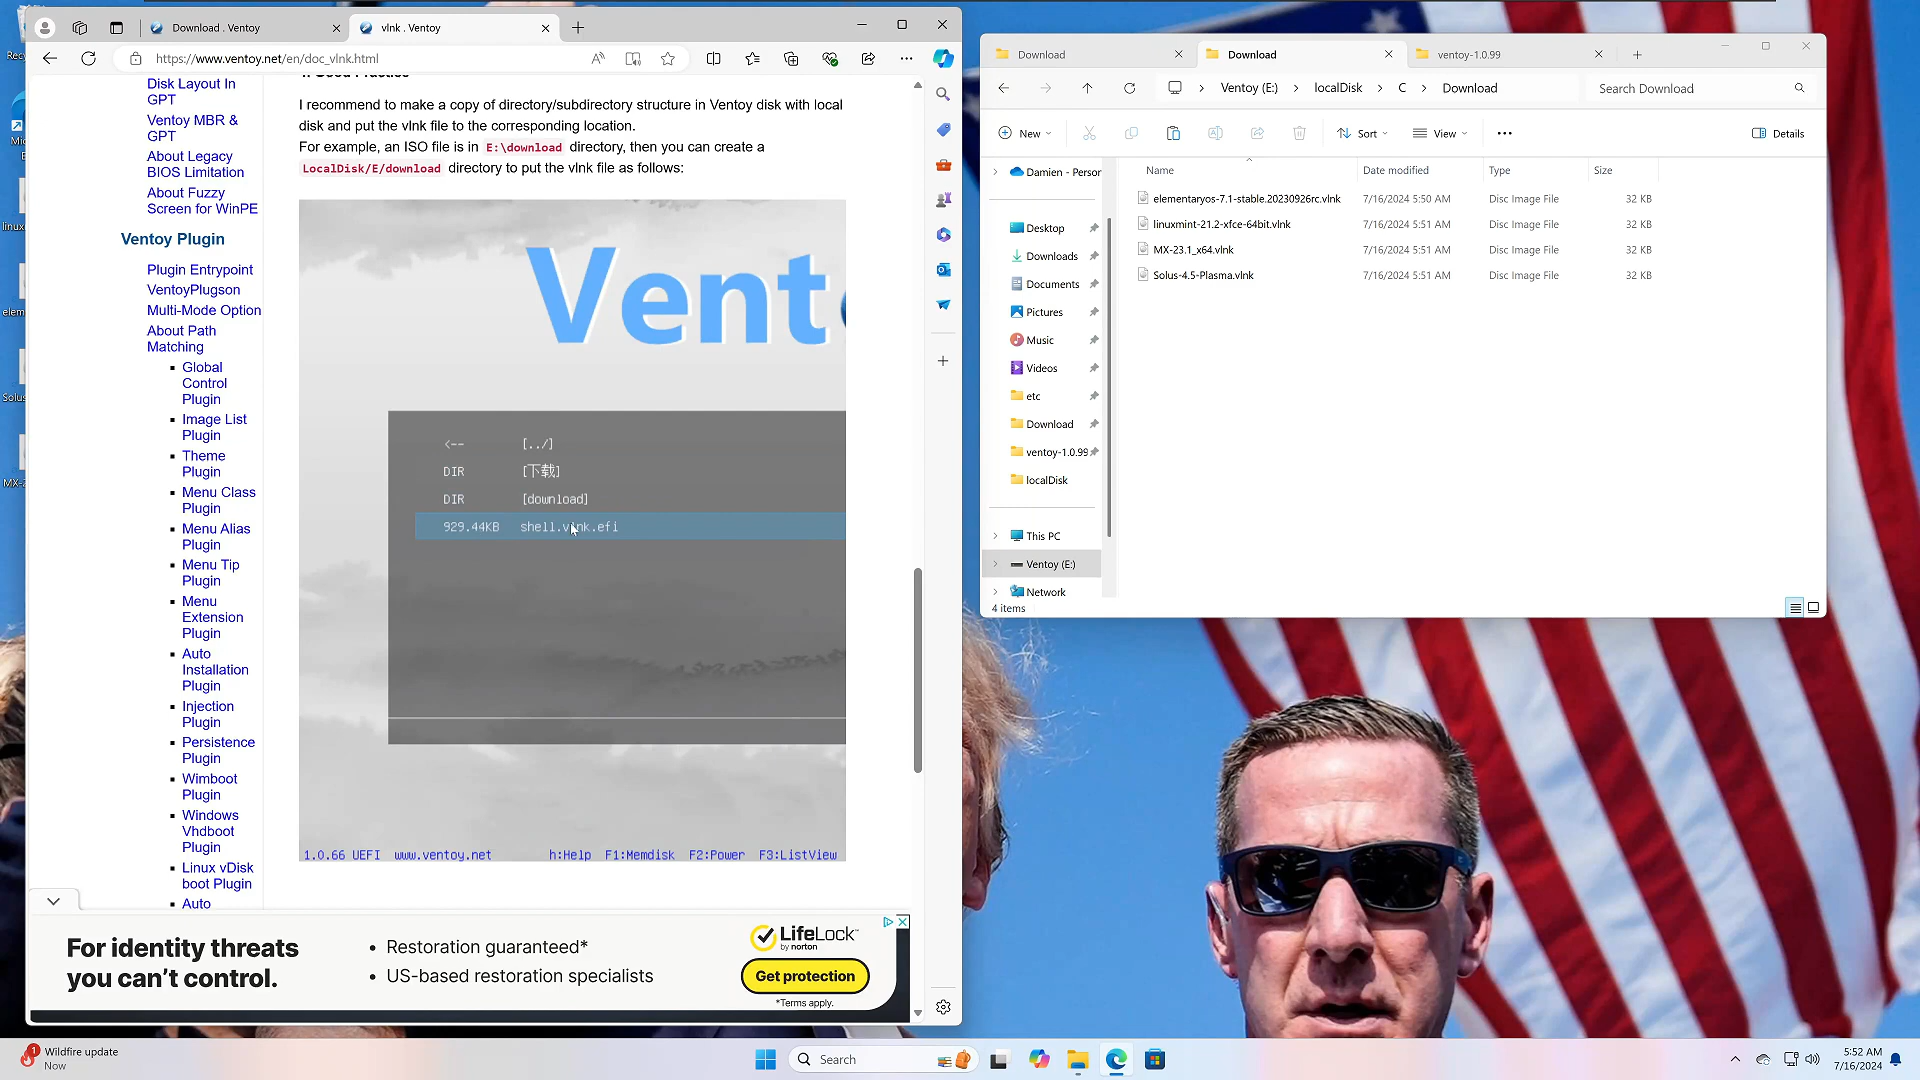 Download . Ventoy
vlnk . Ventoy
https://www.ventoy.net/en/doc_vlnk.html
Disk Layout In
GPT
Ventoy MBR &
GPT
About Legacy
BIOS Limitation
About Fuzzy
Screen for WinPE
Ventoy Plugin
Plugin Entrypoint
VentoyPlugson
Multi-Mode Option
About Path
Matching
Global
Control
Plugin
Image List
Plugin
Theme
Plugin
Menu Class
Plugin
Menu Alias
Plugin
Menu Tip
Plugin
Menu
Extension
Plugin
Auto
Installation
Plugin
Injection
Plugin
Persistence
Plugin
Wimboot
Plugin
Windows
Vhdboot
Plugin
Linux vDisk
boot Plugin
Auto
I recommend to make a copy of directory/subdirectory structure in Ventoy disk with local
disk and put the vlnk file to the corresponding location.
For example, an ISO file is in E:\download directory, then you can create a
LocalDisk/E/download directory to put the vlnk file as follows:
Vent
<-- [../]
DIR [下载]
DIR [download]
929.44KB shell.vlnk.efi
1.0.66 UEFI www.ventoy.net h:Help F1:Memdisk F2:Power F3:ListView
For identity threats
you can't control.
• Restoration guaranteed*
• US-based restoration specialists
LifeLock™
by norton
Get protection
*Terms apply.
Download
Download
ventoy-1.0.99
Ventoy (E:) > localDisk > C > Download
Search Download
New
Sort
View
Details
Damien - Person
Desktop
Downloads
Documents
Pictures
Music
Videos
etc
Download
ventoy-1.0.99
localDisk
This PC
Ventoy (E:)
Network
4 items
Name Date modified Type Size
elementaryos-7.1-stable.20230926rc.vlnk 7/16/2024 5:50 AM Disc Image File 32 KB
linuxmint-21.2-xfce-64bit.vlnk 7/16/2024 5:51 AM Disc Image File 32 KB
MX-23.1_x64.vlnk 7/16/2024 5:51 AM Disc Image File 32 KB
Solus-4.5-Plasma.vlnk 7/16/2024 5:51 AM Disc Image File 32 KB
Recy
Mic
E
linux
elem
Solus
MX-2
1
Wildfire update
Now
Search
5:52 AM
7/16/2024